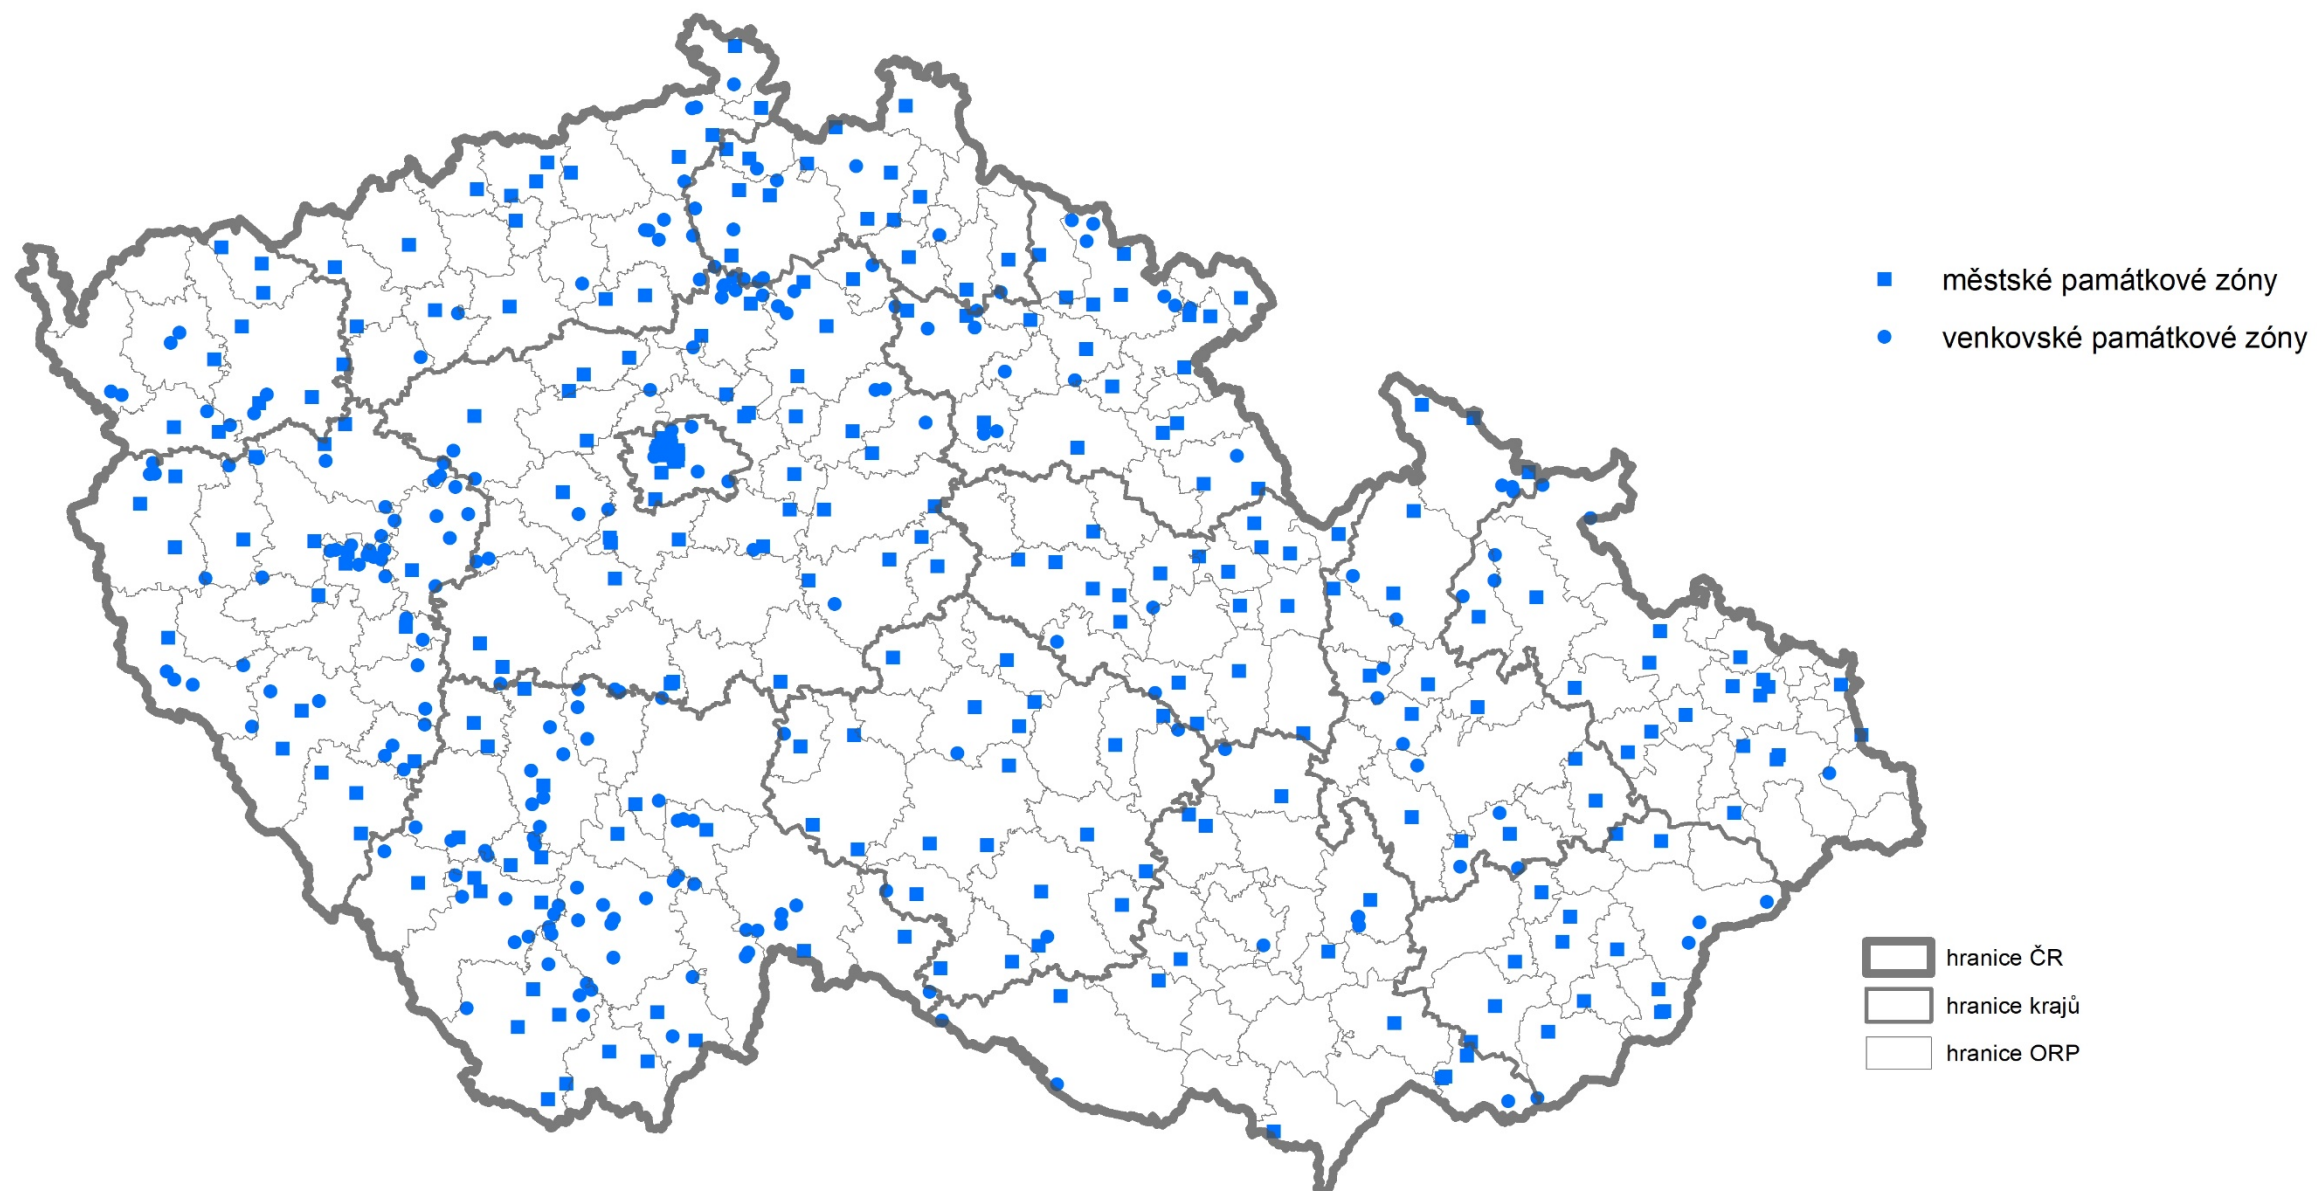 městské památkové zóny
venkovské památkové zóny
hranice ČR
hranice krajů
hranice ORP